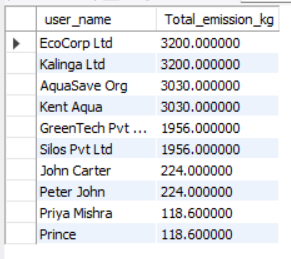 user_name Total_emission_kg
EcoCorp Ltd 3200.000000
Kalinga Ltd 3200.000000
AquaSave Org 3030.000000
Kent Aqua 3030.000000
GreenTech Pvt ... 1956.000000
Silos Pvt Ltd 1956.000000
John Carter 224.000000
Peter John 224.000000
Priya Mishra 118.600000
Prince 118.600000